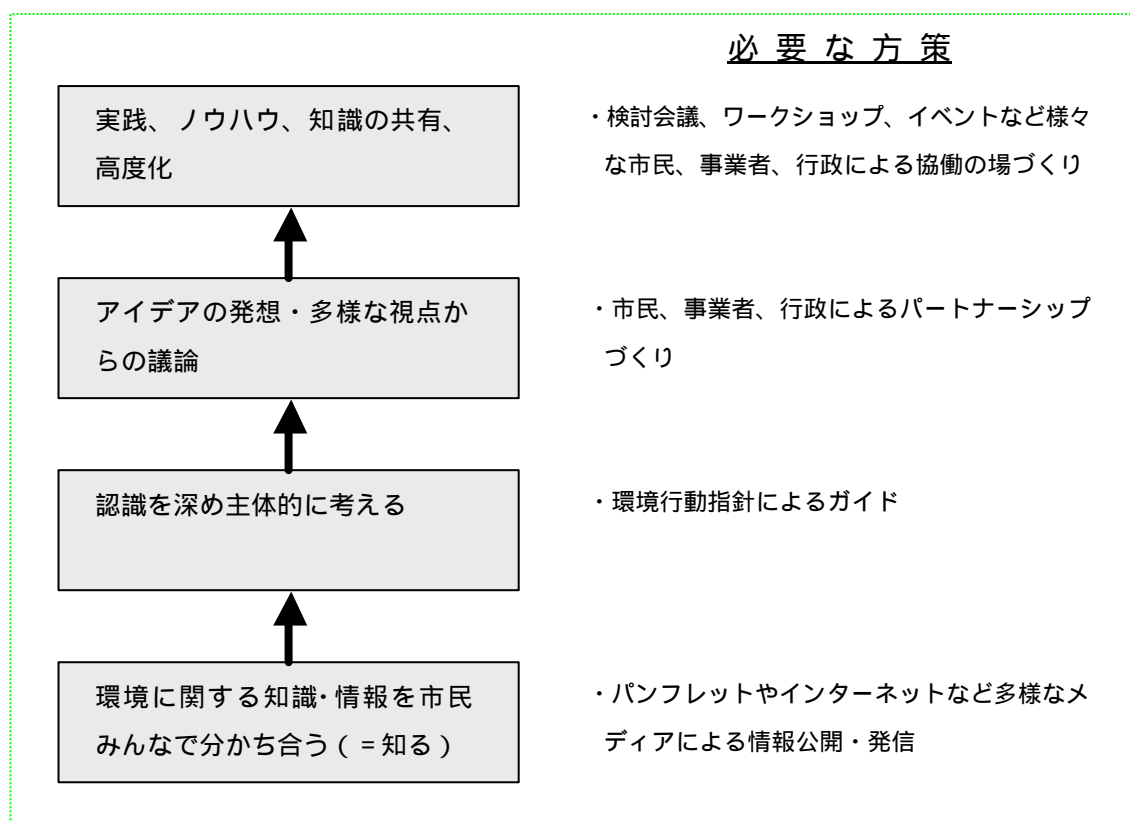 必要な方策
実践、ノウハウ、知識の共有、
高度化
・検討会議、ワークショップ、イベントなど様々
な市民、事業者、行政による協働の場づくり
アイデアの発想・多様な視点か
らの議論
・市民、事業者、行政によるパートナーシップ
づくり
認識を深め主体的に考える
・環境行動指針によるガイド
環境に関する知識・情報を市民
みんなで分かち合う(=知る)
・パンフレットやインターネットなど多様なメ
ディアによる情報公開・発信